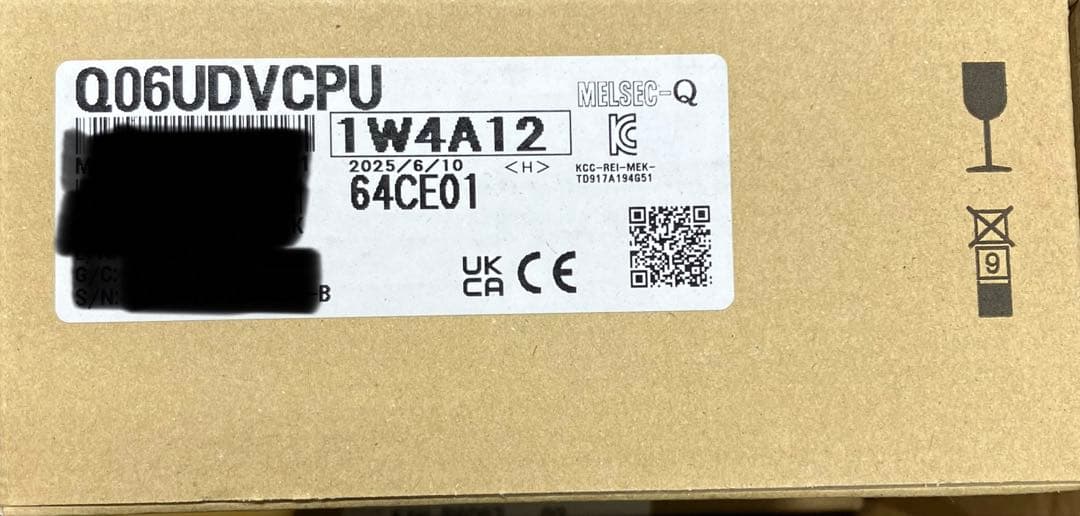 Q06UDVCPU
MELSEC-Q
1W4A12
2025/6/10 <H>
KCC-REI-MEK-
TD917A194G51
64CE01
UK
CA CE
G/C:
S/N: -B
9